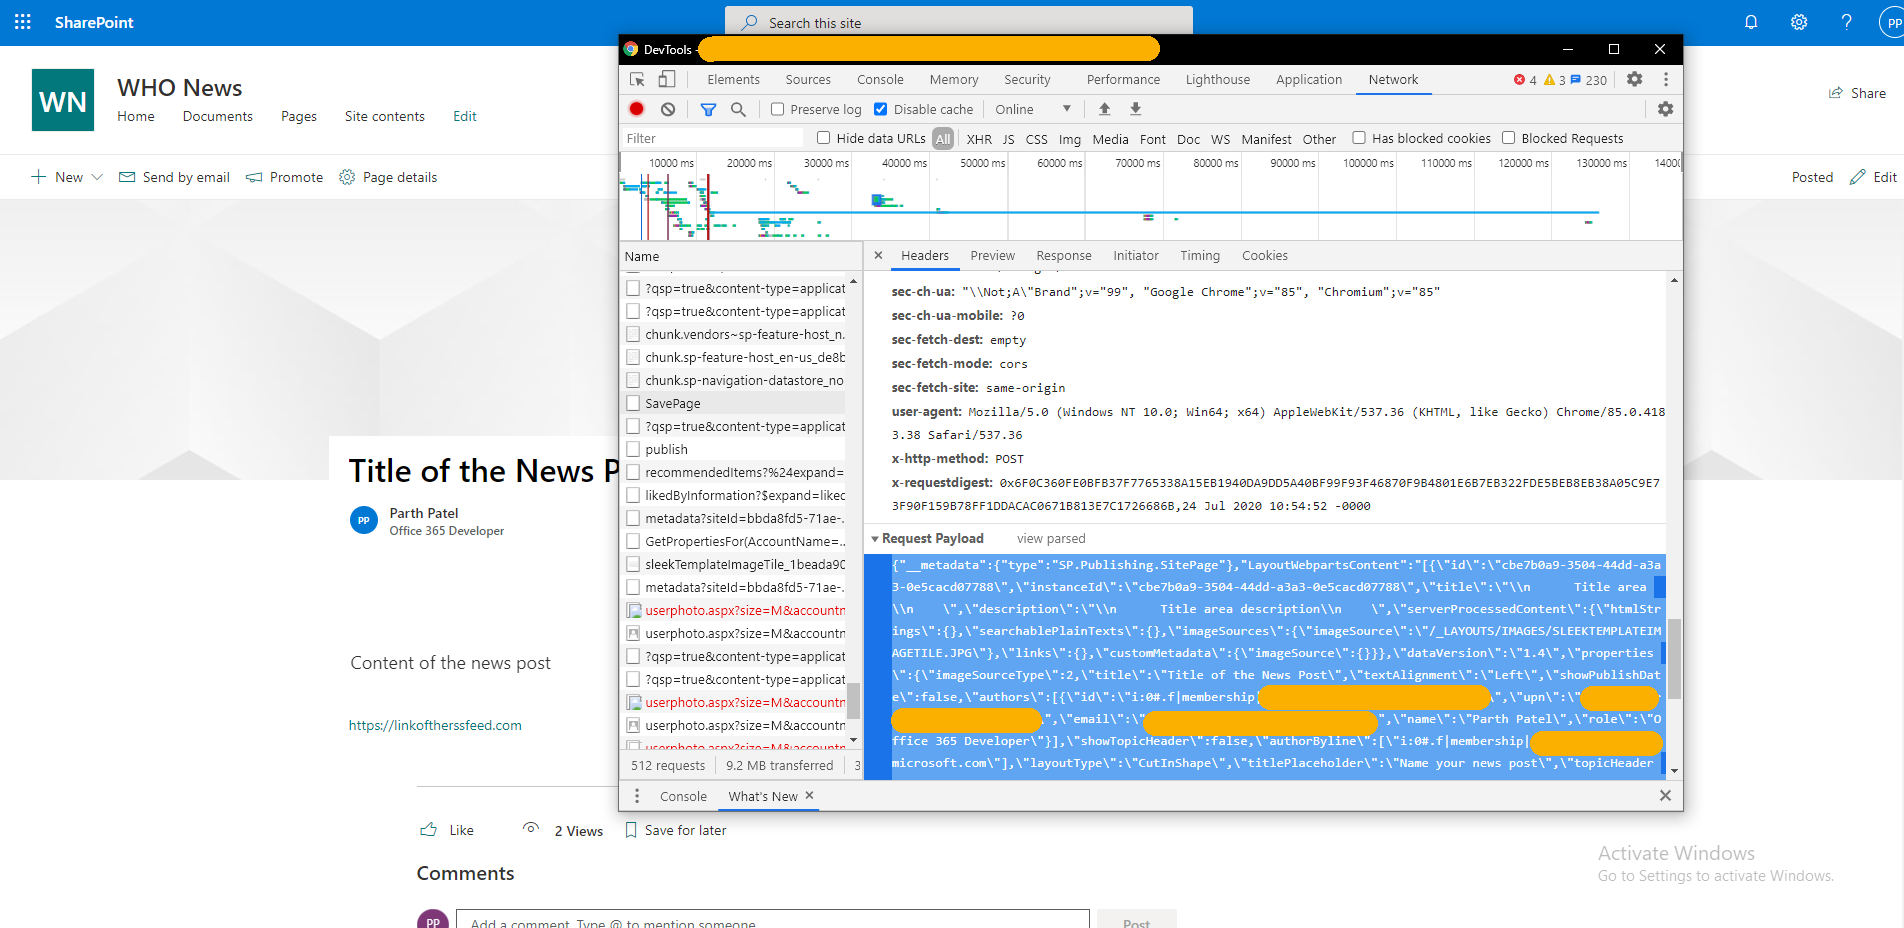 SharePoint
Search this site
PP
WN
WHO News
Home Documents Pages Site contents Edit
Share
New Send by email Promote Page details
Posted Edit
Title of the News P
PP
Parth Patel
Office 365 Developer
Content of the news post
https://linkoftherssfeed.com
Like 2 Views Save for later
Comments
PP
Add a comment. Type @ to mention someone
Post
DevTools -
Elements Sources Console Memory Security Performance Lighthouse Application Network 4 3 230
Preserve log Disable cache Online
Filter Hide data URLs All XHR JS CSS Img Media Font Doc WS Manifest Other Has blocked cookies Blocked Requests
10000 ms 20000 ms 30000 ms 40000 ms 50000 ms 60000 ms 70000 ms 80000 ms 90000 ms 100000 ms 110000 ms 120000 ms 130000 ms 1400
Name
?qsp=true&content-type=applicat
?qsp=true&content-type=applicat
chunk.vendors~sp-feature-host_n.
chunk.sp-feature-host_en-us_de8b
chunk.sp-navigation-datastore_no
SavePage
?qsp=true&content-type=applicat
publish
recommendedItems?%24expand=
likedByInformation?$expand=likec
metadata?siteId=bbda8fd5-71ae-.
GetPropertiesFor(AccountName=..
sleekTemplateImageTile_1beada90
metadata?siteId=bbda8fd5-71ae-.
userphoto.aspx?size=M&accountn
userphoto.aspx?size=M&accountn
?qsp=true&content-type=applicat
?qsp=true&content-type=applicat
userphoto.aspx?size=M&accountn
userphoto.aspx?size=M&accountn
userphoto.aspx?size=M&accountn
512 requests 9.2 MB transferred 3
Headers Preview Response Initiator Timing Cookies
sec-ch-ua: "\\Not;A\"Brand";v="99", "Google Chrome";v="85", "Chromium";v="85"
sec-ch-ua-mobile: ?0
sec-fetch-dest: empty
sec-fetch-mode: cors
sec-fetch-site: same-origin
user-agent: Mozilla/5.0 (Windows NT 10.0; Win64; x64) AppleWebKit/537.36 (KHTML, like Gecko) Chrome/85.0.418
3.38 Safari/537.36
x-http-method: POST
x-requestdigest: 0x6F0C360FE0BFB37F7765338A15EB1940DA9DD5A40BF99F93F46870F9B4801E6B7EB322FDE5BEB8EB38A05C9E7
3F90F159B78FF1DDACAC0671B813E7C1726686B,24 Jul 2020 10:54:52 -0000
Request Payload view parsed
{"__metadata":{"type":"SP.Publishing.SitePage"},"LayoutWebpartsContent":"[{\"id\":\"cbe7b0a9-3504-44dd-a3a
3-0e5cacd07788\",\"instanceId\":\"cbe7b0a9-3504-44dd-a3a3-0e5cacd07788\",\"title\":\"\\n Title area
\\n \",\"description\":\"\\n Title area description\\n \",\"serverProcessedContent\":{\"htmlStr
ings\":{},\"searchablePlainTexts\":{},\"imageSources\":{\"imageSource\":\"/_LAYOUTS/IMAGES/SLEEKTEMPLATEIM
AGETILE.JPG\"},\"links\":{},\"customMetadata\":{\"imageSource\":{}}},\"dataVersion\":\"1.4\",\"properties
\":{\"imageSourceType\":2,\"title\":\"Title of the News Post\",\"textAlignment\":\"Left\",\"showPublishDat
e\":false,\"authors\":[{\"id\":\"i:0#.f|membership| \",\"upn\":\"
\",\"email\":\" \",\"name\":\"Parth Patel\",\"role\":\"O
ffice 365 Developer\"}],\"showTopicHeader\":false,\"authorByline\":[\"i:0#.f|membership|
microsoft.com\"],\"layoutType\":\"CutInShape\",\"titlePlaceholder\":\"Name your news post\",\"topicHeader
Console What's New
Activate Windows
Go to Settings to activate Windows.